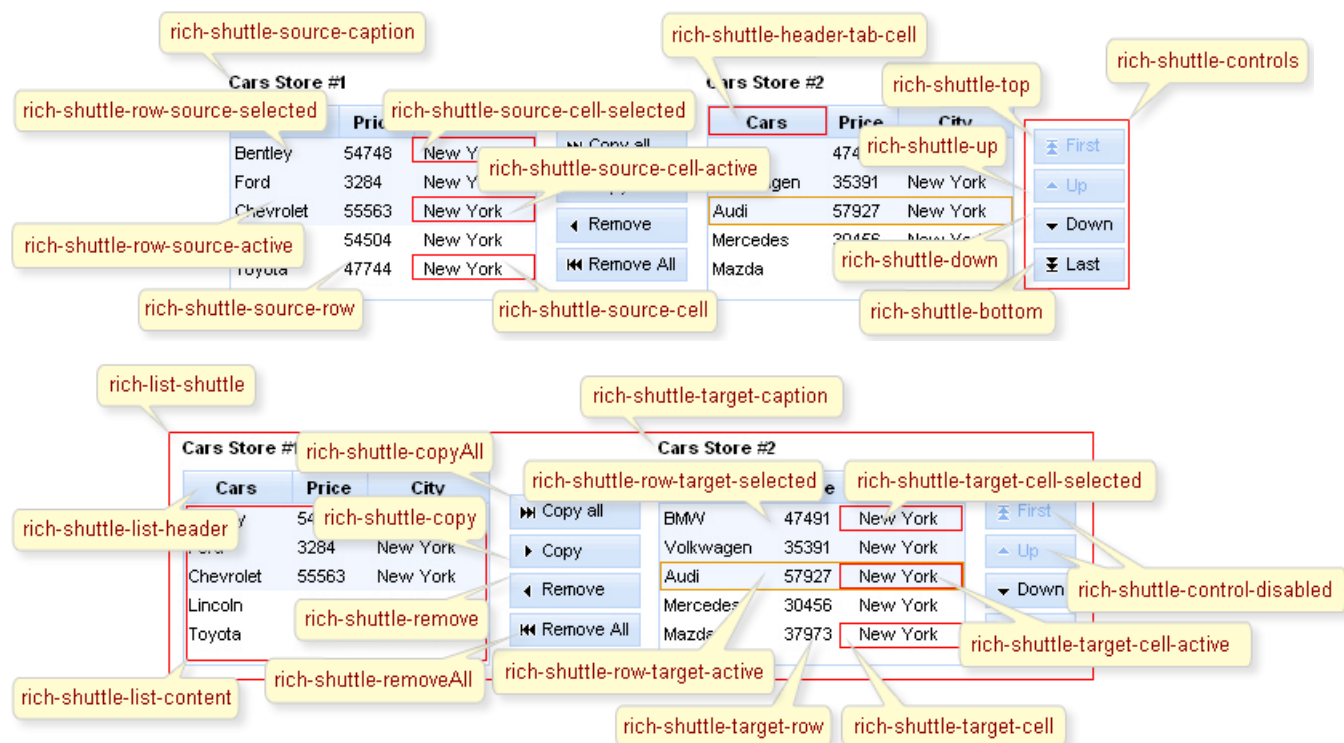 rich-shuttle-source-caption
rich-shuttle-header-tab-cell
rich-shuttle-controls
Cars Store #1
Cars Store #2
rich-shuttle-top
rich-shuttle-row-source-selected
rich-shuttle-source-cell-selected
Cars Price City
Bentley 54748 New Y
Copy all
rich-shuttle-up
First
Ford 3284 New Y
rich-shuttle-source-cell-active
35391 New York
Up
Chevrolet 55563 New York
Remove
Audi 57927 New York
Down
rich-shuttle-row-source-active
54504 New York
Mercedes 30456 New York
rich-shuttle-down
Toyota 47744 New York
Remove All
Mazda
Last
rich-shuttle-source-row
rich-shuttle-source-cell
rich-shuttle-bottom
rich-list-shuttle
rich-shuttle-target-caption
Cars Store #1
rich-shuttle-copyAll
Cars Store #2
rich-shuttle-row-target-selected
rich-shuttle-target-cell-selected
Cars Price City
rich-shuttle-list-header
rich-shuttle-copy
Copy all
BMW 47491 New York
First
3284 New York
Copy
Volkwagen 35391 New York
Up
Chevrolet 55563 New York
Remove
Audi 57927 New York
Down
rich-shuttle-control-disabled
Lincoln
rich-shuttle-remove
Mercedes 30456 New York
Toyota
Remove All
Mazda 37973 New York
rich-shuttle-target-cell-active
rich-shuttle-list-content
rich-shuttle-removeAll
rich-shuttle-row-target-active
rich-shuttle-target-row
rich-shuttle-target-cell